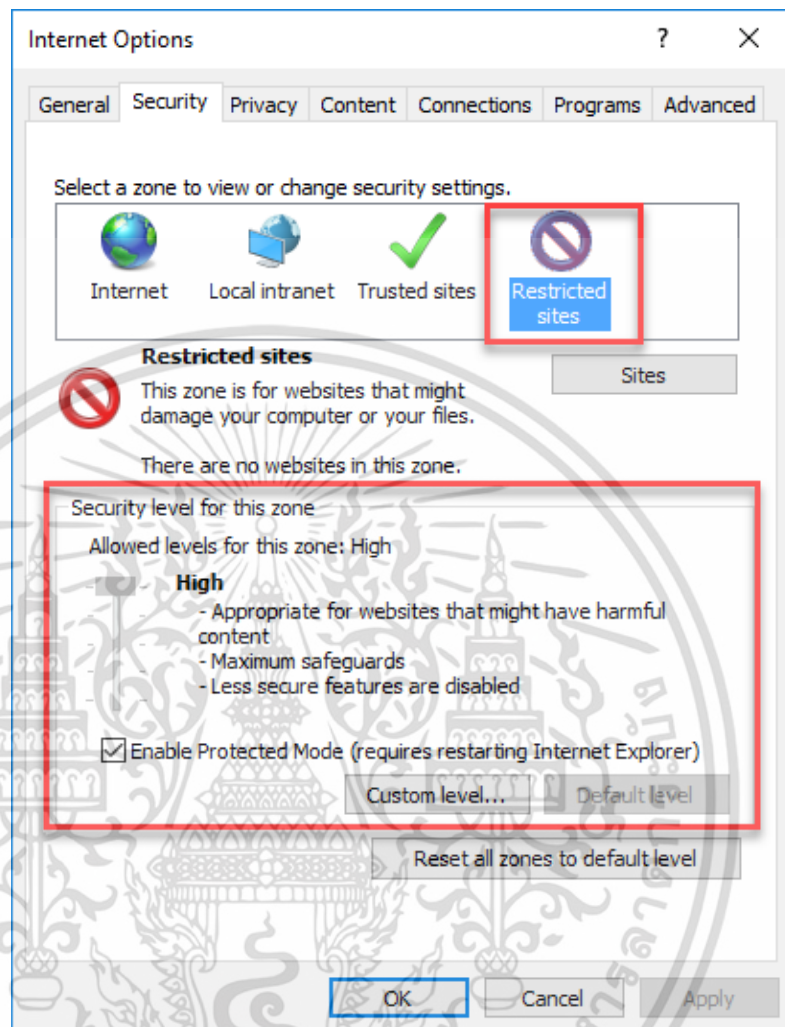 Internet Options
?
General Security Privacy Content Connections Programs Advanced
Select a zone to view or change security settings.
Internet Local intranet Trusted sites Restricted
sites
Restricted sites
Sites
This zone is for websites that might
damage your computer or your files.
There are no websites in this zone.
Security level for this zone
Allowed levels for this zone: High
High
- Appropriate for websites that might have harmful
content
- Maximum safeguards
- Less secure features are disabled
Enable Protected Mode (requires restarting Internet Explorer)
Custom level... Default level
Reset all zones to default level
OK Cancel Apply